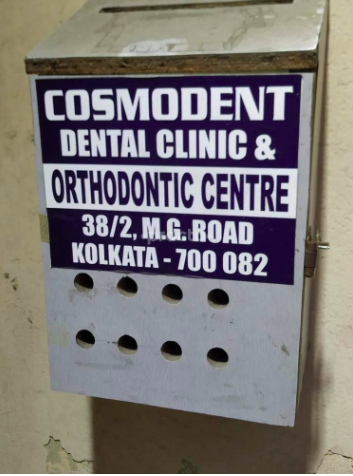 COSMODENT
DENTAL CLINIC &
ORTHODONTIC CENTRE
38/2, M.G. ROAD
KOLKATA - 700 082